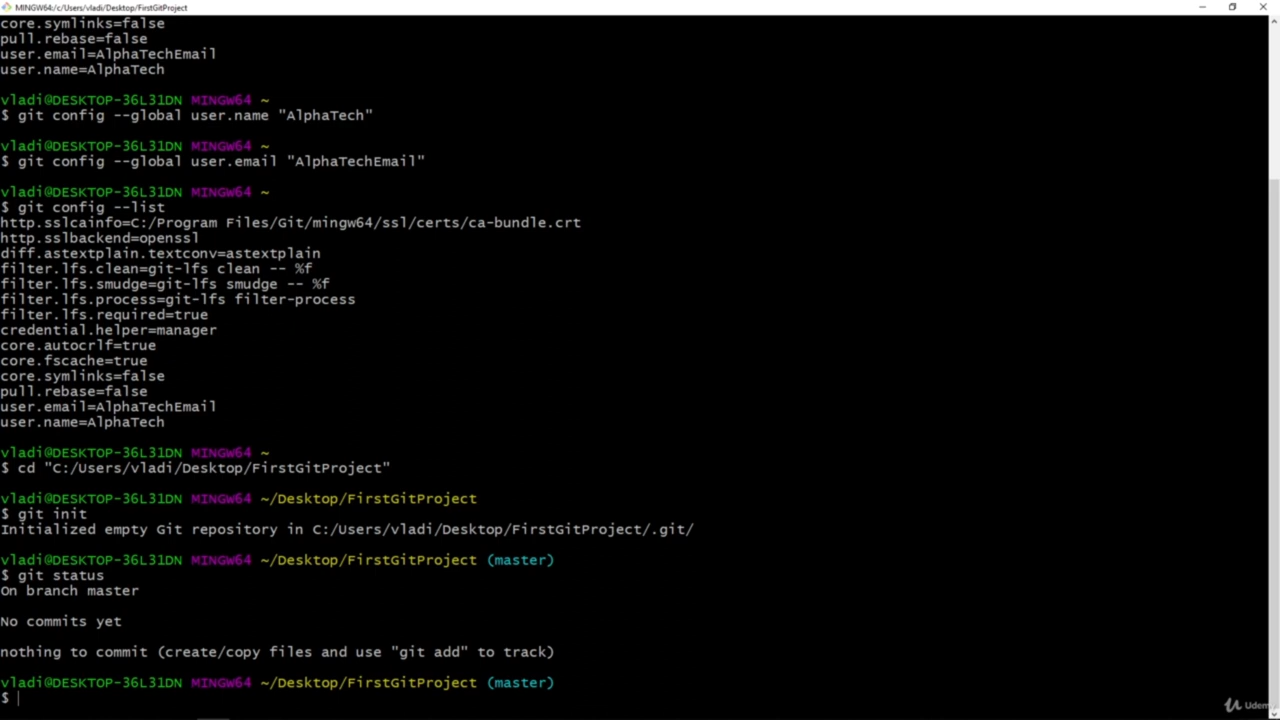 MINGW64:/c/Users/vladi/Desktop/FirstGitProject
core.symlinks=false
pull.rebase=false
user.email=AlphaTechEmail
user.name=AlphaTech
vladi@DESKTOP-36L31DN MINGW64 ~
$ git config --global user.name "AlphaTech"
vladi@DESKTOP-36L31DN MINGW64 ~
$ git config --global user.email "AlphaTechEmail"
vladi@DESKTOP-36L31DN MINGW64 ~
$ git config --list
http.sslcainfo=C:/Program Files/Git/mingw64/ssl/certs/ca-bundle.crt
http.sslbackend=openssl
diff.astextplain.textconv=astextplain
filter.lfs.clean=git-lfs clean -- %f
filter.lfs.smudge=git-lfs smudge -- %f
filter.lfs.process=git-lfs filter-process
filter.lfs.required=true
credential.helper=manager
core.autocrlf=true
core.fscache=true
core.symlinks=false
pull.rebase=false
user.email=AlphaTechEmail
user.name=AlphaTech
vladi@DESKTOP-36L31DN MINGW64 ~
$ cd "C:/Users/vladi/Desktop/FirstGitProject"
vladi@DESKTOP-36L31DN MINGW64 ~/Desktop/FirstGitProject
$ git init
Initialized empty Git repository in C:/Users/vladi/Desktop/FirstGitProject/.git/
vladi@DESKTOP-36L31DN MINGW64 ~/Desktop/FirstGitProject (master)
$ git status
On branch master
No commits yet
nothing to commit (create/copy files and use "git add" to track)
vladi@DESKTOP-36L31DN MINGW64 ~/Desktop/FirstGitProject (master)
$
Udemy